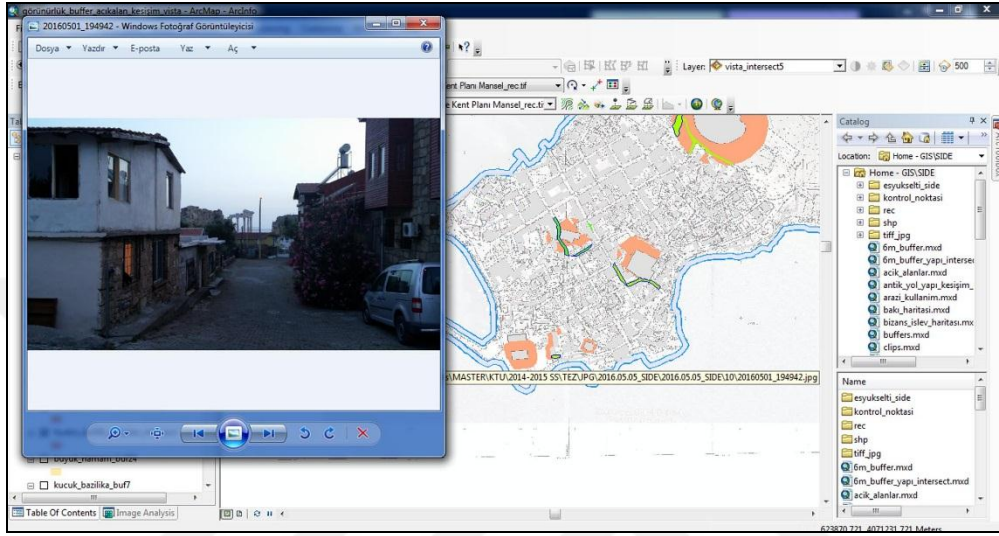 görünürlük_buffer_acıkalan_kesişim_vista - ArcMap - ArcInfo
20160501_194942 - Windows Fotoğraf Görüntüleyicisi
Dosya Yazdır E-posta Yaz Aç
Layer: vista_intersect5 500
ent Planı Mansel_rec.tif
e Kent Planı Mansel_rec.ti
Catalog
Location: Home - GIS\SIDE
Home - GIS\SIDE
esyukselti_side
kontrol_noktasi
rec
shp
tiff_jpg
6m_buffer.mxd
6m_buffer_yapı_intersec
acik_alanlar.mxd
antik_yol_yapı_kesişim_
arazi_kullanim.mxd
bakı_haritasi.mxd
bizans_islev_haritası.mx
buffers.mxd
clips.mxd
\MASTER\KTU\2014-2015 SS\TEZ\JPG\2016.05.05_SIDE\2016.05.05_SIDE\10\20160501_194942.jpg
Name
esyukselti_side
kontrol_noktasi
rec
shp
tiff_jpg
6m_buffer.mxd
6m_buffer_yapı_intersect.mxd
acik_alanlar.mxd
buyuk_hamam_buf24
kucuk_bazilika_buf7
Table Of Contents Image Analysis
623870,721 4071231,721 Meters